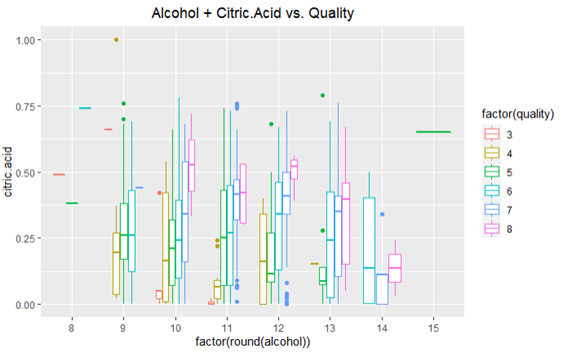 Alcohol + Citric.Acid vs. Quality
citric.acid
1.00
0.75
0.50
0.25
0.00
8 9 10 11 12 13 14 15
factor(round(alcohol))
factor(quality)
3
4
5
6
7
8